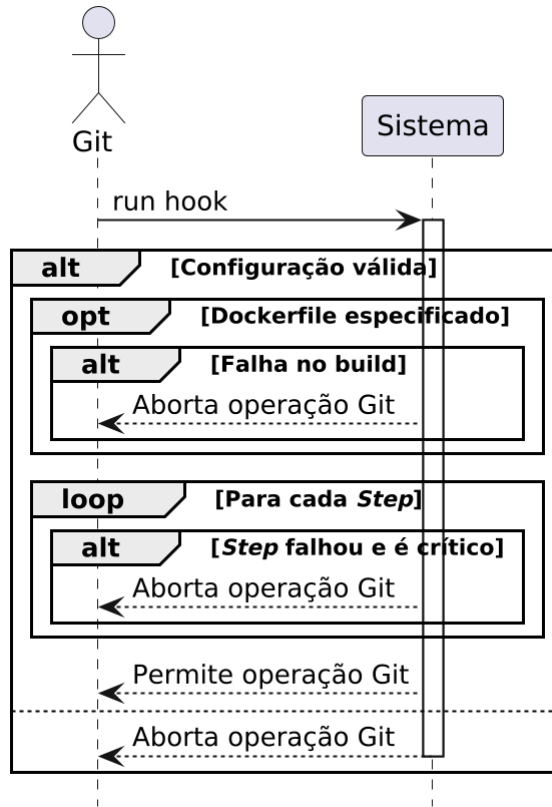 Git
Sistema
run hook
alt [Configuração válida]
opt [Dockerfile especificado]
alt [Falha no build]
Aborta operação Git
loop [Para cada Step]
alt [Step falhou e é crítico]
Aborta operação Git
Permite operação Git
Aborta operação Git